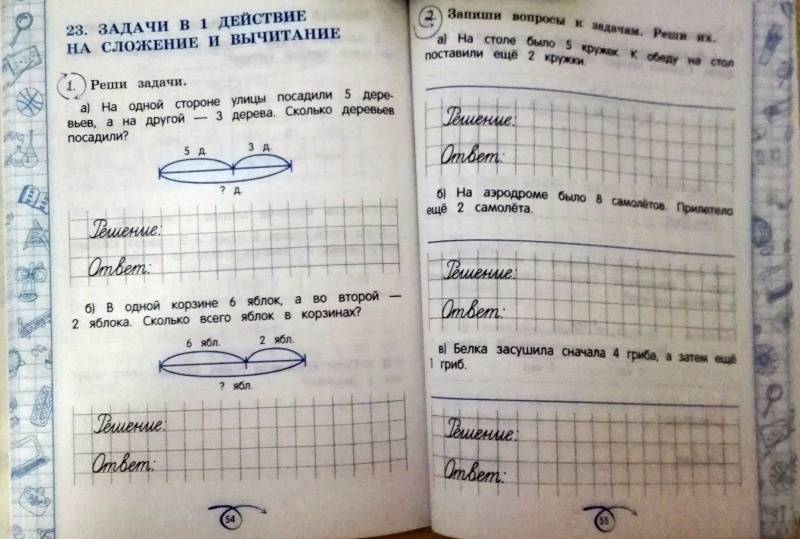 23. ЗАДАЧИ В 1 ДЕЙСТВИЕ
НА СЛОЖЕНИЕ И ВЫЧИТАНИЕ
1. Реши задачи.
а) На одной стороне улицы посадили 5 дере-
вьев, а на другой — 3 дерева. Сколько деревьев
посадили?
5 д. 3 д.
? д.
Решение:
Ответ:
б) В одной корзине 6 яблок, а во второй —
2 яблока. Сколько всего яблок в корзинах?
6 ябл. 2 ябл.
? ябл.
Решение:
Ответ:
54
2. Запиши вопросы к задачам. Реши их.
а) На столе было 5 кружек. К обеду на стол
поставили ещё 2 кружки.
Решение:
Ответ:
б) На аэродроме было 8 самолётов. Прилетело
ещё 2 самолёта.
Решение:
Ответ:
в) Белка засушила сначала 4 гриба, а затем ещё
1 гриб.
Решение:
Ответ:
55